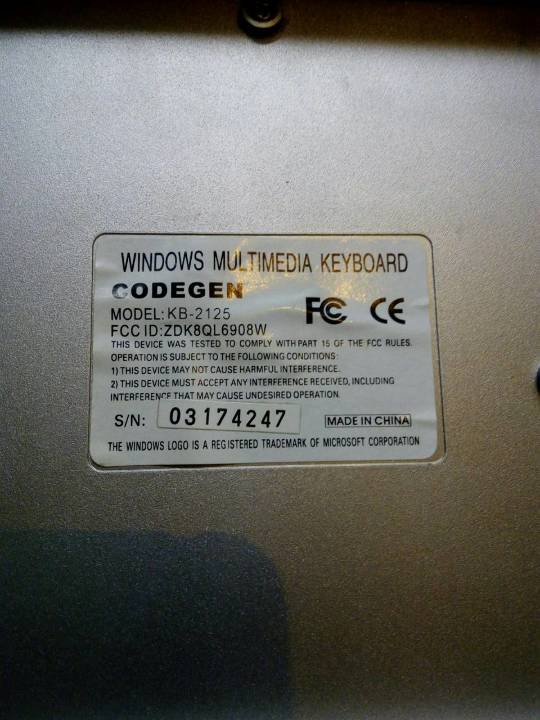 WINDOWS MULTIMEDIA KEYBOARD
CODEGEN
MODEL:KB-2125
FCC ID:ZDK8QL6908W
FC CE
THIS DEVICE WAS TESTED TO COMPLY WITH PART 15 OF THE FCC RULES
OPERATION IS SUBJECT TO THE FOLLOWING CONDITIONS:
1) THIS DEVICE MAY NOT CAUSE HARMFUL INTERFERENCE.
2) THIS DEVICE MUST ACCEPT ANY INTERFERENCE RECEIVED, INCLUDING
INTERFERENCE THAT MAY CAUSE UNDESIRED OPERATION.
S/N: 03174247 MADE IN CHINA
THE WINDOWS LOGO IS A REGISTERED TRADEMARK OF MICROSOFT CORPORATION